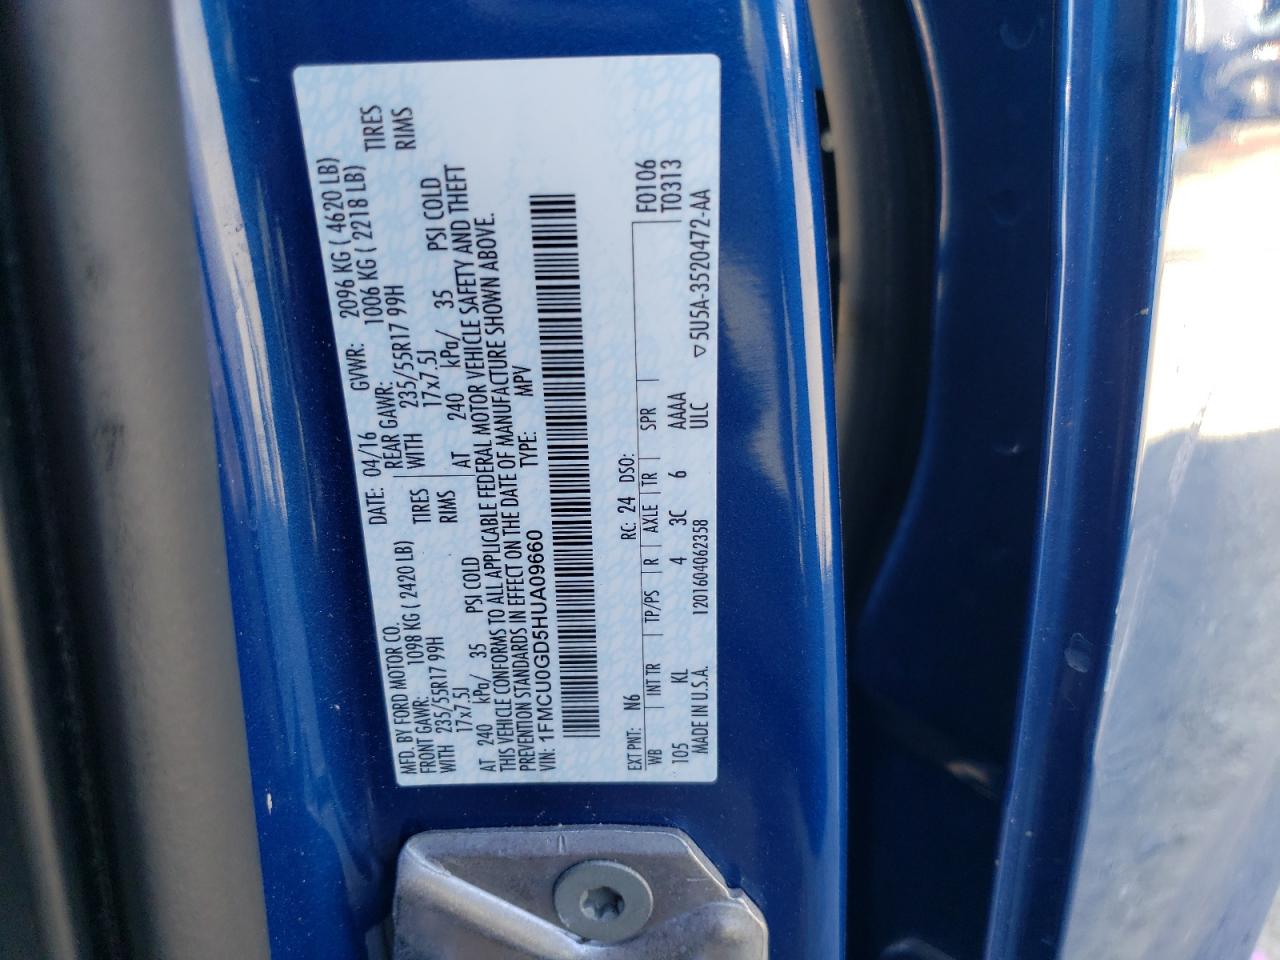 MFD. BY FORD MOTOR CO. DATE: 04/16 GVWR: 2096 KG ( 4620 LB)
FRONT GAWR: 1098 KG ( 2420 LB) REAR GAWR: 1006 KG ( 2218 LB)
WITH 235/55R17 99H TIRES WITH 235/55R17 99H TIRES
17x7.5J RIMS 17x7.5J RIMS
AT 240 kPa/ 35 PSI COLD AT 240 kPa/ 35 PSI COLD
THIS VEHICLE CONFORMS TO ALL APPLICABLE FEDERAL MOTOR VEHICLE SAFETY AND THEFT
PREVENTION STANDARDS IN EFFECT ON THE DATE OF MANUFACTURE SHOWN ABOVE.
VIN: 1FMCU0GD5HUA09660 TYPE: MPV
EXT PNT: N6 RC: 24 DSO: F0106
WB INT TR TP/PS R AXLE TR SPR T0313
105 KL 4 3C 6 AAAA
MADE IN U.S.A. 1201604062358 ULC ▽5U5A-3520472-AA